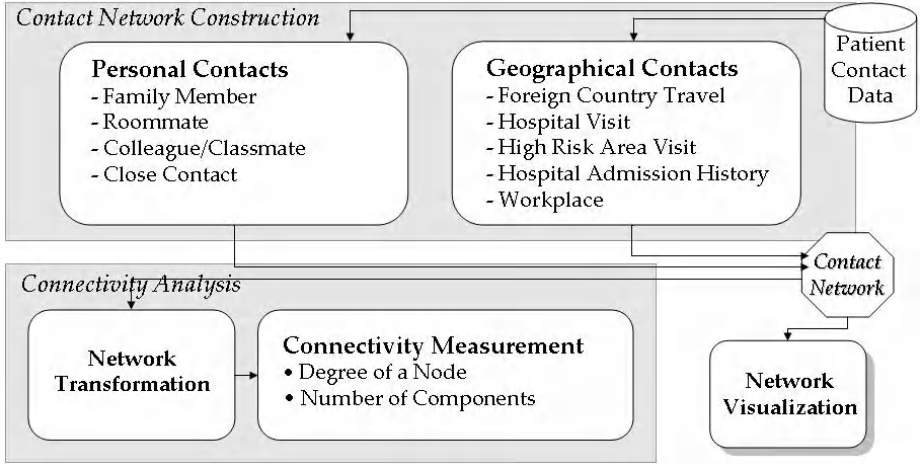 Contact Network Construction
Patient
Contact
Data
Personal Contacts
- Family Member
- Roommate
- Colleague/Classmate
- Close Contact
Geographical Contacts
- Foreign Country Travel
- Hospital Visit
- High Risk Area Visit
- Hospital Admission History
- Workplace
Contact
Network
Connectivity Analysis
Network
Transformation
Connectivity Measurement
• Degree of a Node
• Number of Components
Network
Visualization